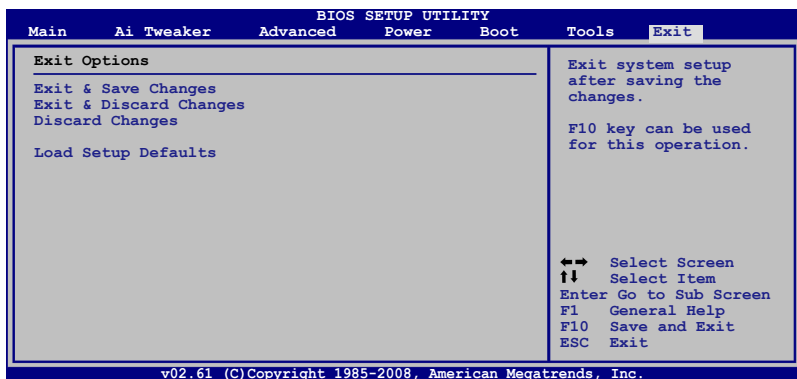 BIOS SETUP UTILITY
Main Ai Tweaker Advanced Power Boot Tools Exit
Exit Options
Exit & Save Changes
Exit & Discard Changes
Discard Changes
Load Setup Defaults
Exit system setup
after saving the
changes.
F10 key can be used
for this operation.
←→ Select Screen
↑↓ Select Item
Enter Go to Sub Screen
F1 General Help
F10 Save and Exit
ESC Exit
v02.61 (C)Copyright 1985-2008, American Megatrends, Inc.